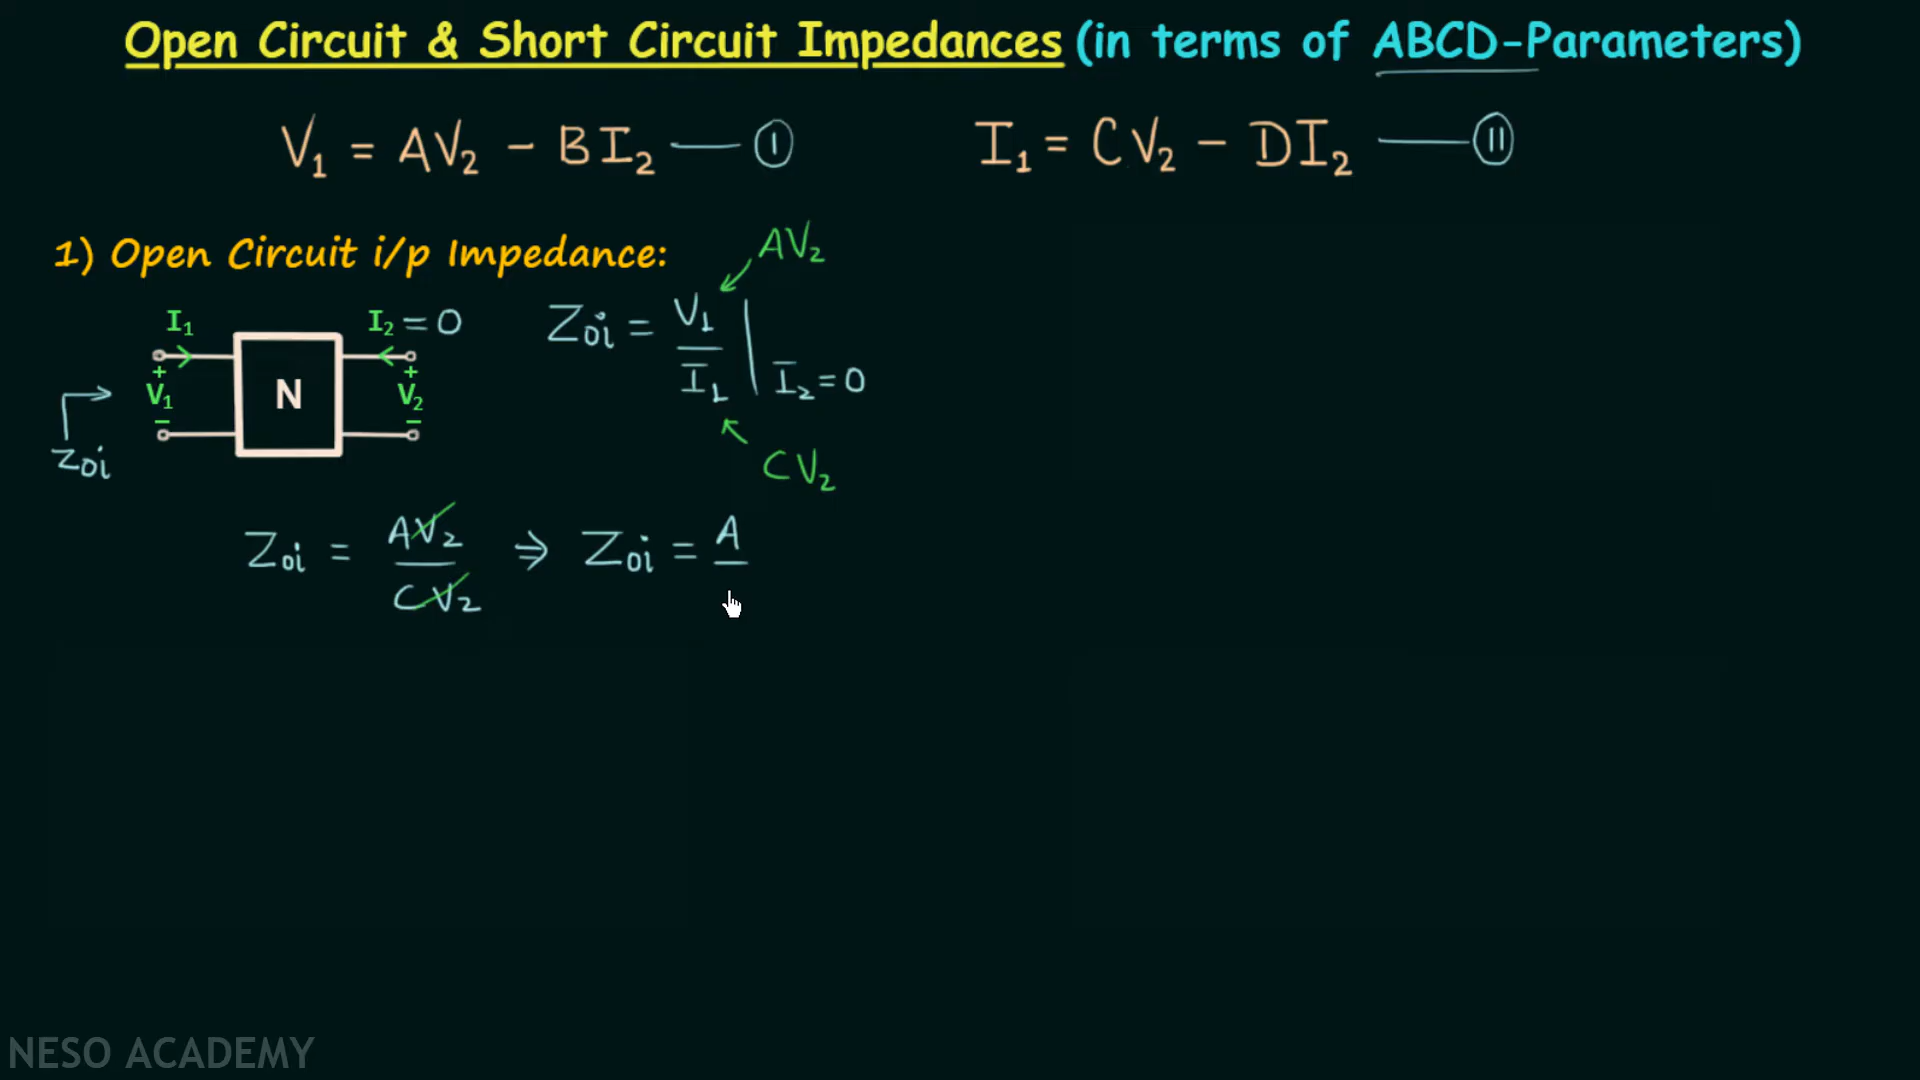 Open Circuit & Short Circuit Impedances (in terms of ABCD-Parameters)
V₁ = AV₂ - BI₂ — I
I₁ = CV₂ - DI₂ — II
1) Open Circuit i/p Impedance:
AV₂
I₁
I₂ = 0
Zoi = V₁ / I₁ | I₂ = 0
+
V₁
-
N
+
V₂
-
Zoi
CV₂
Zoi = AV₂ / CV₂ ⇒ Zoi = A
NESO ACADEMY